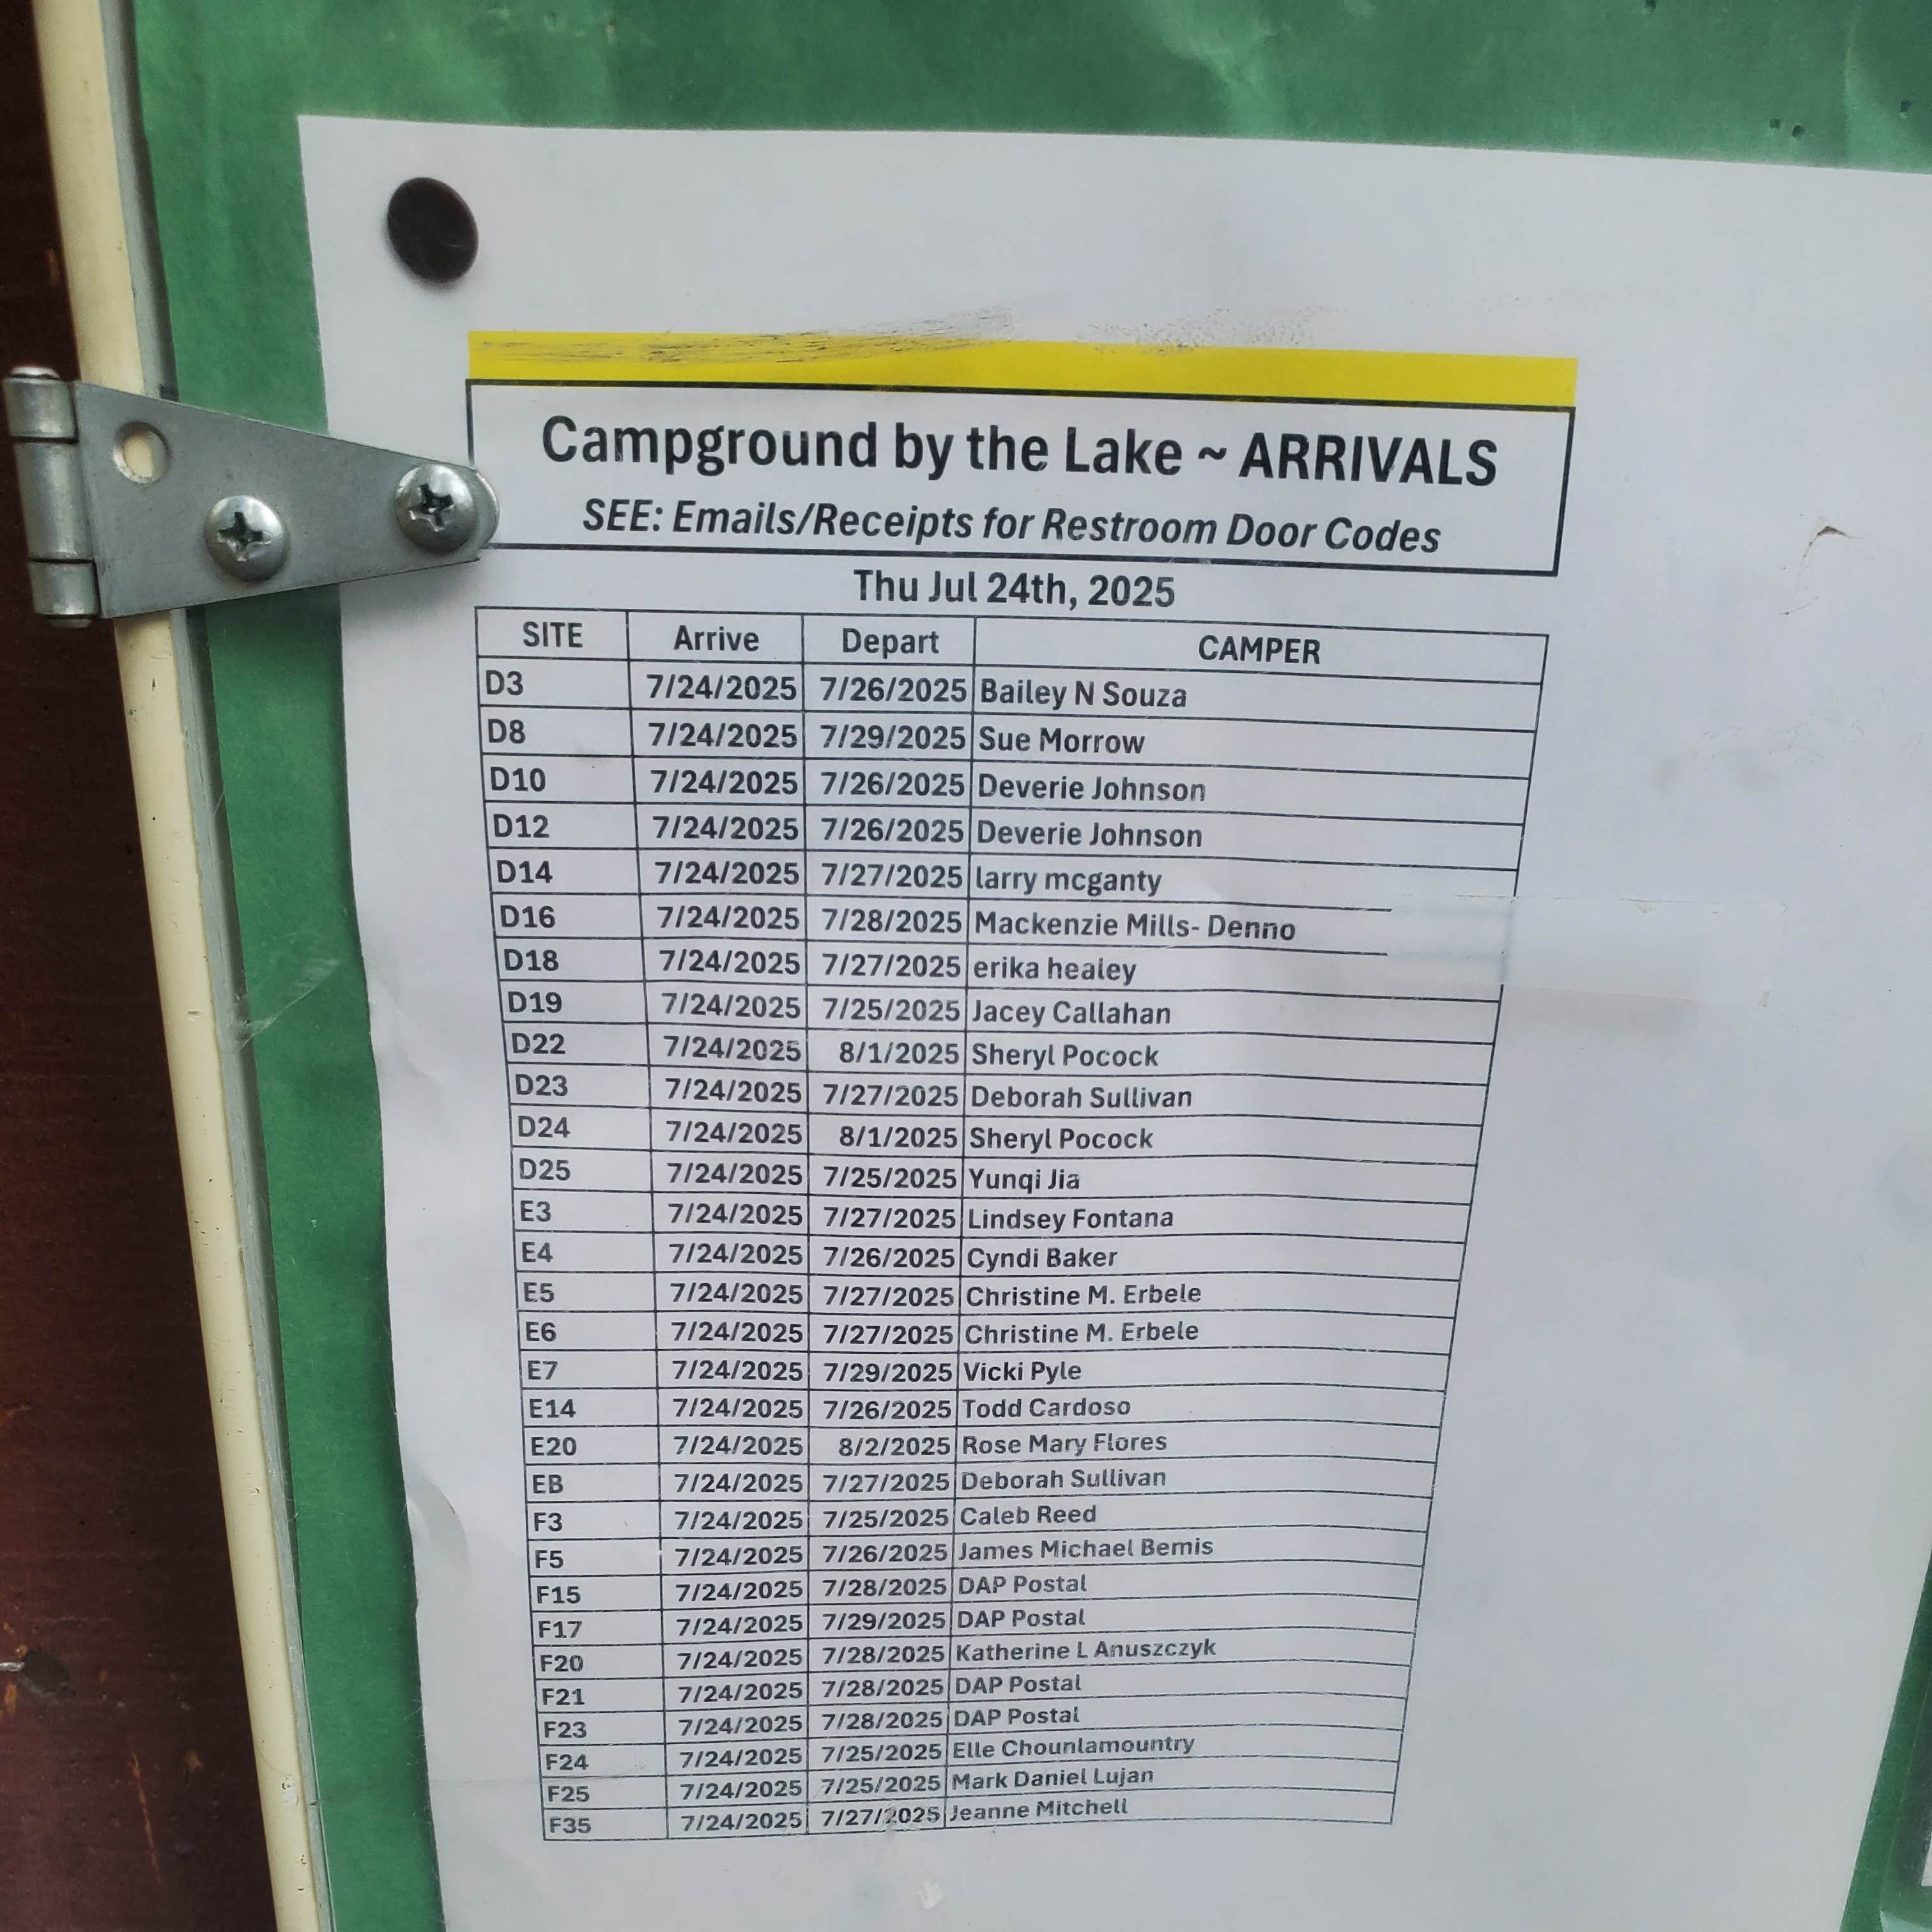 Campground by the Lake ~ ARRIVALS
SEE: Emails/Receipts for Restroom Door Codes
Thu Jul 24th, 2025
SITE Arrive Depart CAMPER
D3 7/24/2025 7/26/2025 Bailey N Souza
D8 7/24/2025 7/29/2025 Sue Morrow
D10 7/24/2025 7/26/2025 Deverie Johnson
D12 7/24/2025 7/26/2025 Deverie Johnson
D14 7/24/2025 7/27/2025 larry mcganty
D16 7/24/2025 7/28/2025 Mackenzie Mills- Denno
D18 7/24/2025 7/27/2025 erika healey
D19 7/24/2025 7/25/2025 Jacey Callahan
D22 7/24/2025 8/1/2025 Sheryl Pocock
D23 7/24/2025 7/27/2025 Deborah Sullivan
D24 7/24/2025 8/1/2025 Sheryl Pocock
D25 7/24/2025 7/25/2025 Yunqi Jia
E3 7/24/2025 7/27/2025 Lindsey Fontana
E4 7/24/2025 7/26/2025 Cyndi Baker
E5 7/24/2025 7/27/2025 Christine M. Erbele
E6 7/24/2025 7/27/2025 Christine M. Erbele
E7 7/24/2025 7/29/2025 Vicki Pyle
E14 7/24/2025 7/26/2025 Todd Cardoso
E20 7/24/2025 8/2/2025 Rose Mary Flores
EB 7/24/2025 7/27/2025 Deborah Sullivan
F3 7/24/2025 7/25/2025 Caleb Reed
F5 7/24/2025 7/26/2025 James Michael Bemis
F15 7/24/2025 7/28/2025 DAP Postal
F17 7/24/2025 7/29/2025 DAP Postal
F20 7/24/2025 7/28/2025 Katherine L Anuszczyk
F21 7/24/2025 7/28/2025 DAP Postal
F23 7/24/2025 7/28/2025 DAP Postal
F24 7/24/2025 7/25/2025 Elle Chounlamountry
F25 7/24/2025 7/25/2025 Mark Daniel Lujan
F35 7/24/2025 7/27/2025 Jeanne Mitchell